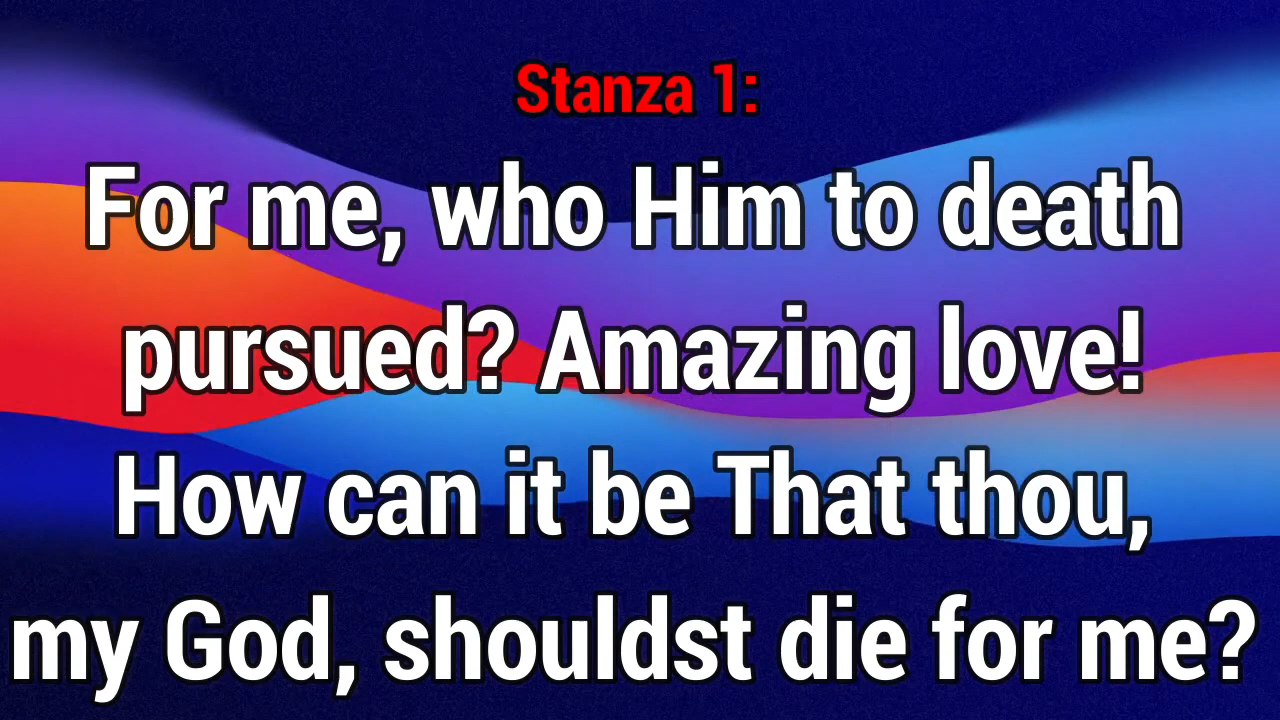 Stanza 1:
For me, who Him to death
pursued? Amazing love!
How can it be That thou,
my God, shouldst die for me?